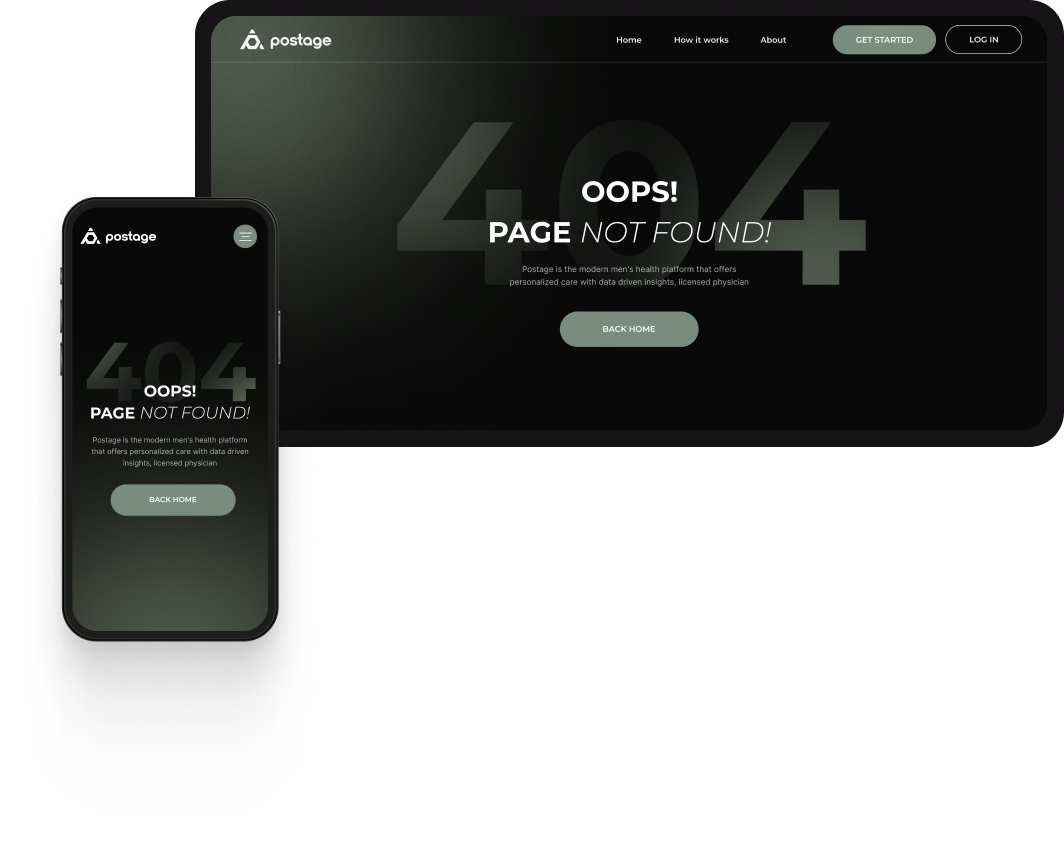 postage
Home How it works About GET STARTED LOG IN
404
OOPS!
PAGE NOT FOUND!
Postage is the modern men's health platform that offers
personalized care with data driven insights, licensed physician
BACK HOME
postage
404
OOPS!
PAGE NOT FOUND!
Postage is the modern men's health platform
that offers personalized care with data driven
insights, licensed physician
BACK HOME